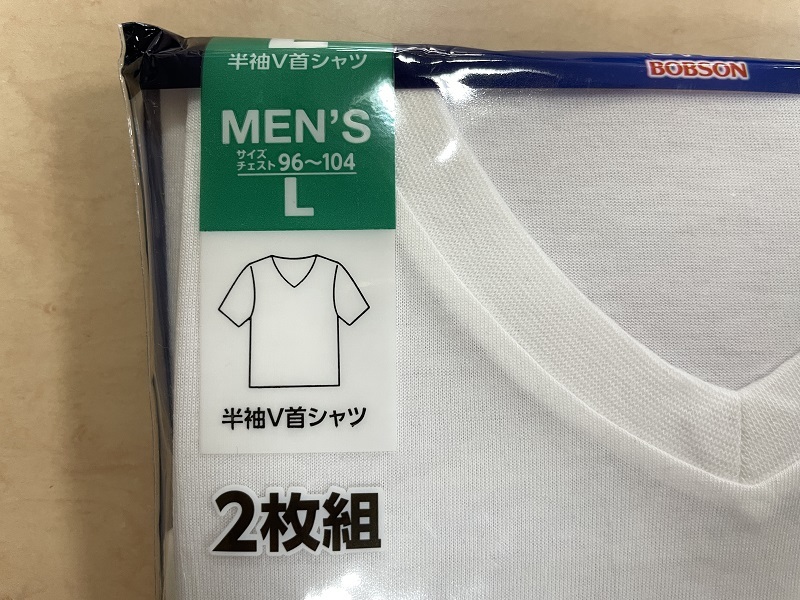 L
半袖V首シャツ
BOBSON
MEN'S
サイズ
チェスト 96〜104
L
半袖V首シャツ
2枚組